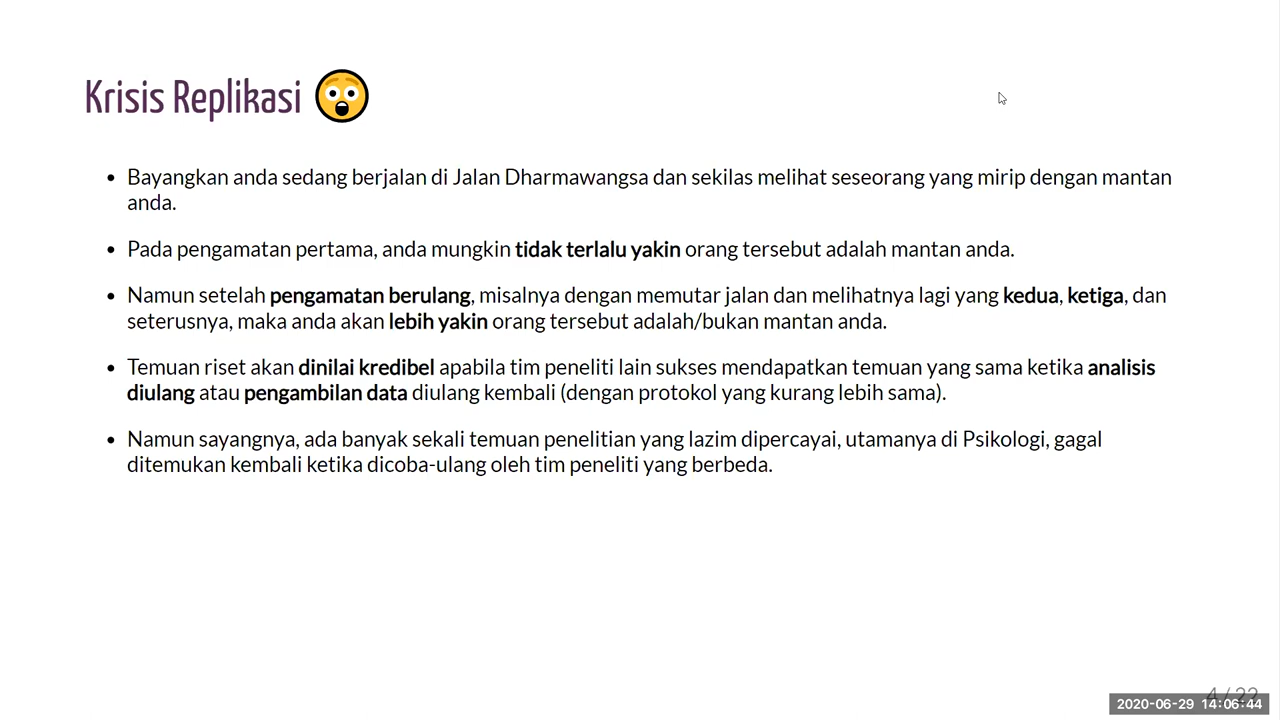 Krisis Replikasi
Bayangkan anda sedang berjalan di Jalan Dharmawangsa dan sekilas melihat seseorang yang mirip dengan mantan
anda.
Pada pengamatan pertama, anda mungkin tidak terlalu yakin orang tersebut adalah mantan anda.
Namun setelah pengamatan berulang, misalnya dengan memutar jalan dan melihatnya lagi yang kedua, ketiga, dan
seterusnya, maka anda akan lebih yakin orang tersebut adalah/bukan mantan anda.
Temuan riset akan dinilai kredibel apabila tim peneliti lain sukses mendapatkan temuan yang sama ketika analisis
diulang atau pengambilan data diulang kembali (dengan protokol yang kurang lebih sama).
Namun sayangnya, ada banyak sekali temuan penelitian yang lazim dipercayai, utamanya di Psikologi, gagal
ditemukan kembali ketika dicoba-ulang oleh tim peneliti yang berbeda.
4 / 22
2020-06-29 14:06:44